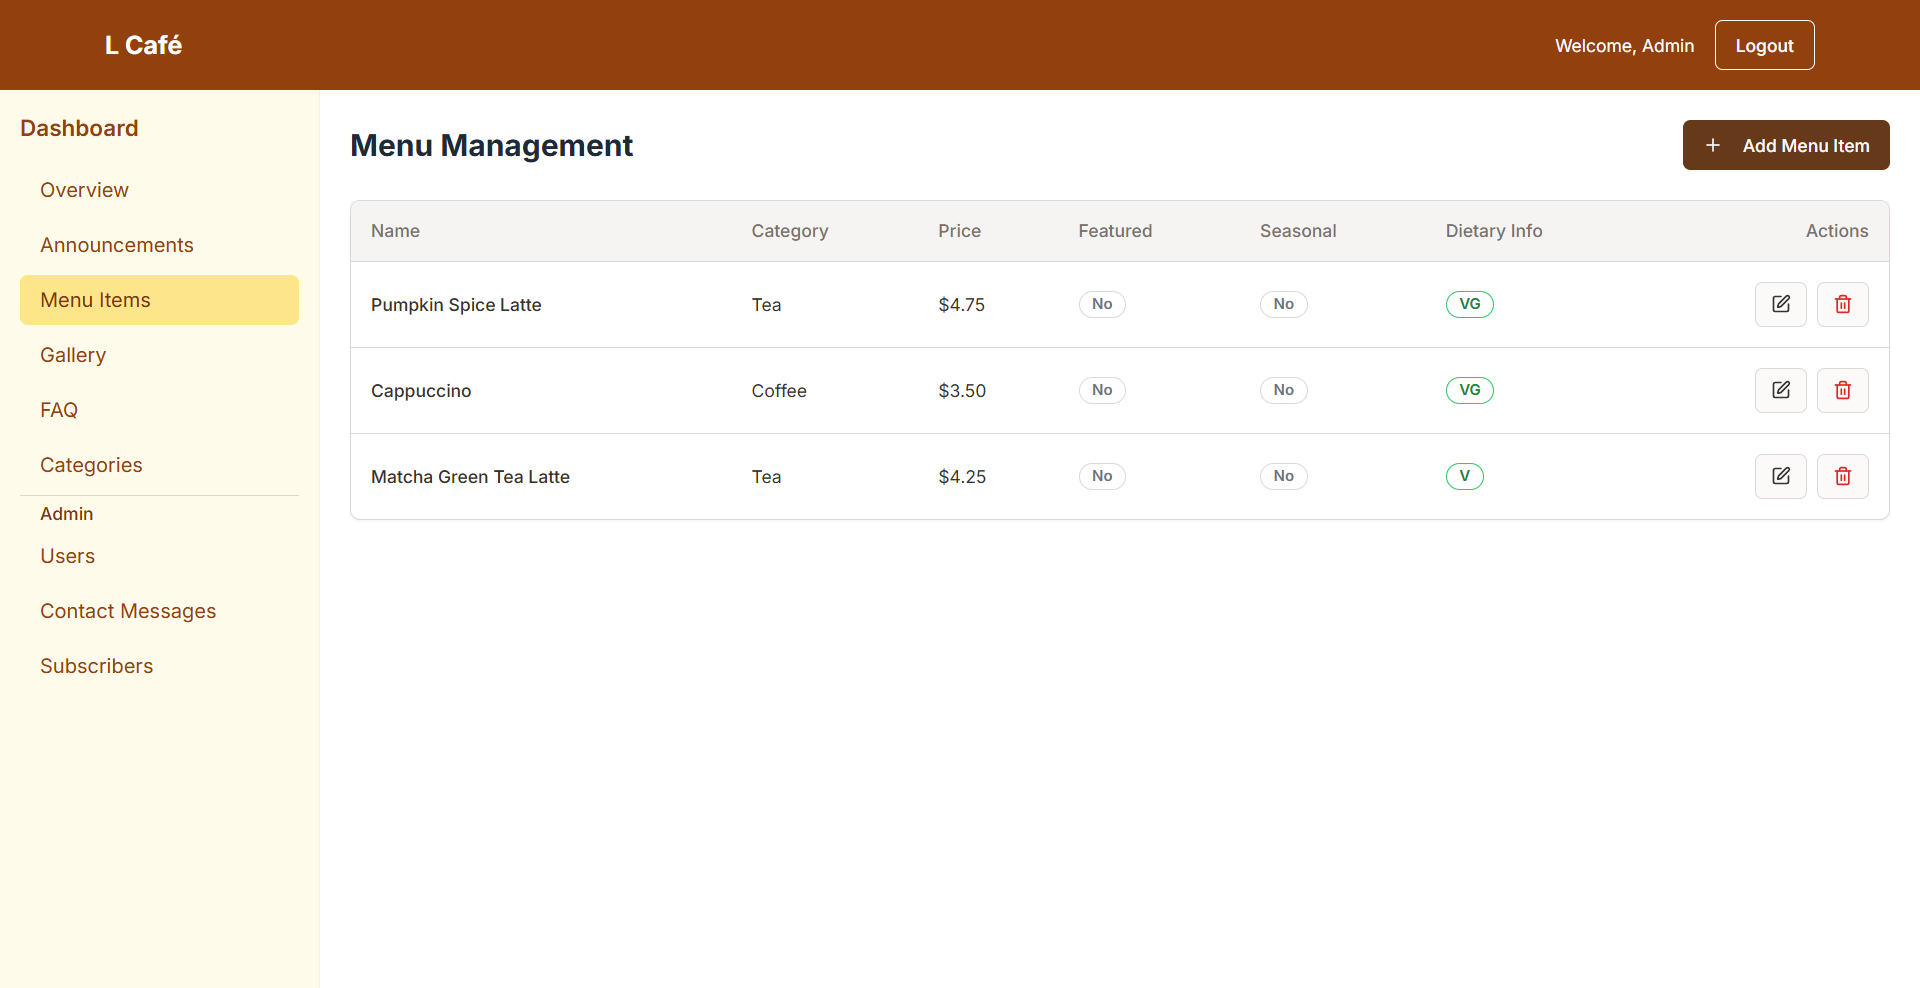 L Café
Welcome, Admin
Logout
Dashboard
Overview
Announcements
Menu Items
Gallery
FAQ
Categories
Admin
Users
Contact Messages
Subscribers
Menu Management
+ Add Menu Item
Name Category Price Featured Seasonal Dietary Info Actions
Pumpkin Spice Latte Tea $4.75 No No VG
Cappuccino Coffee $3.50 No No VG
Matcha Green Tea Latte Tea $4.25 No No V